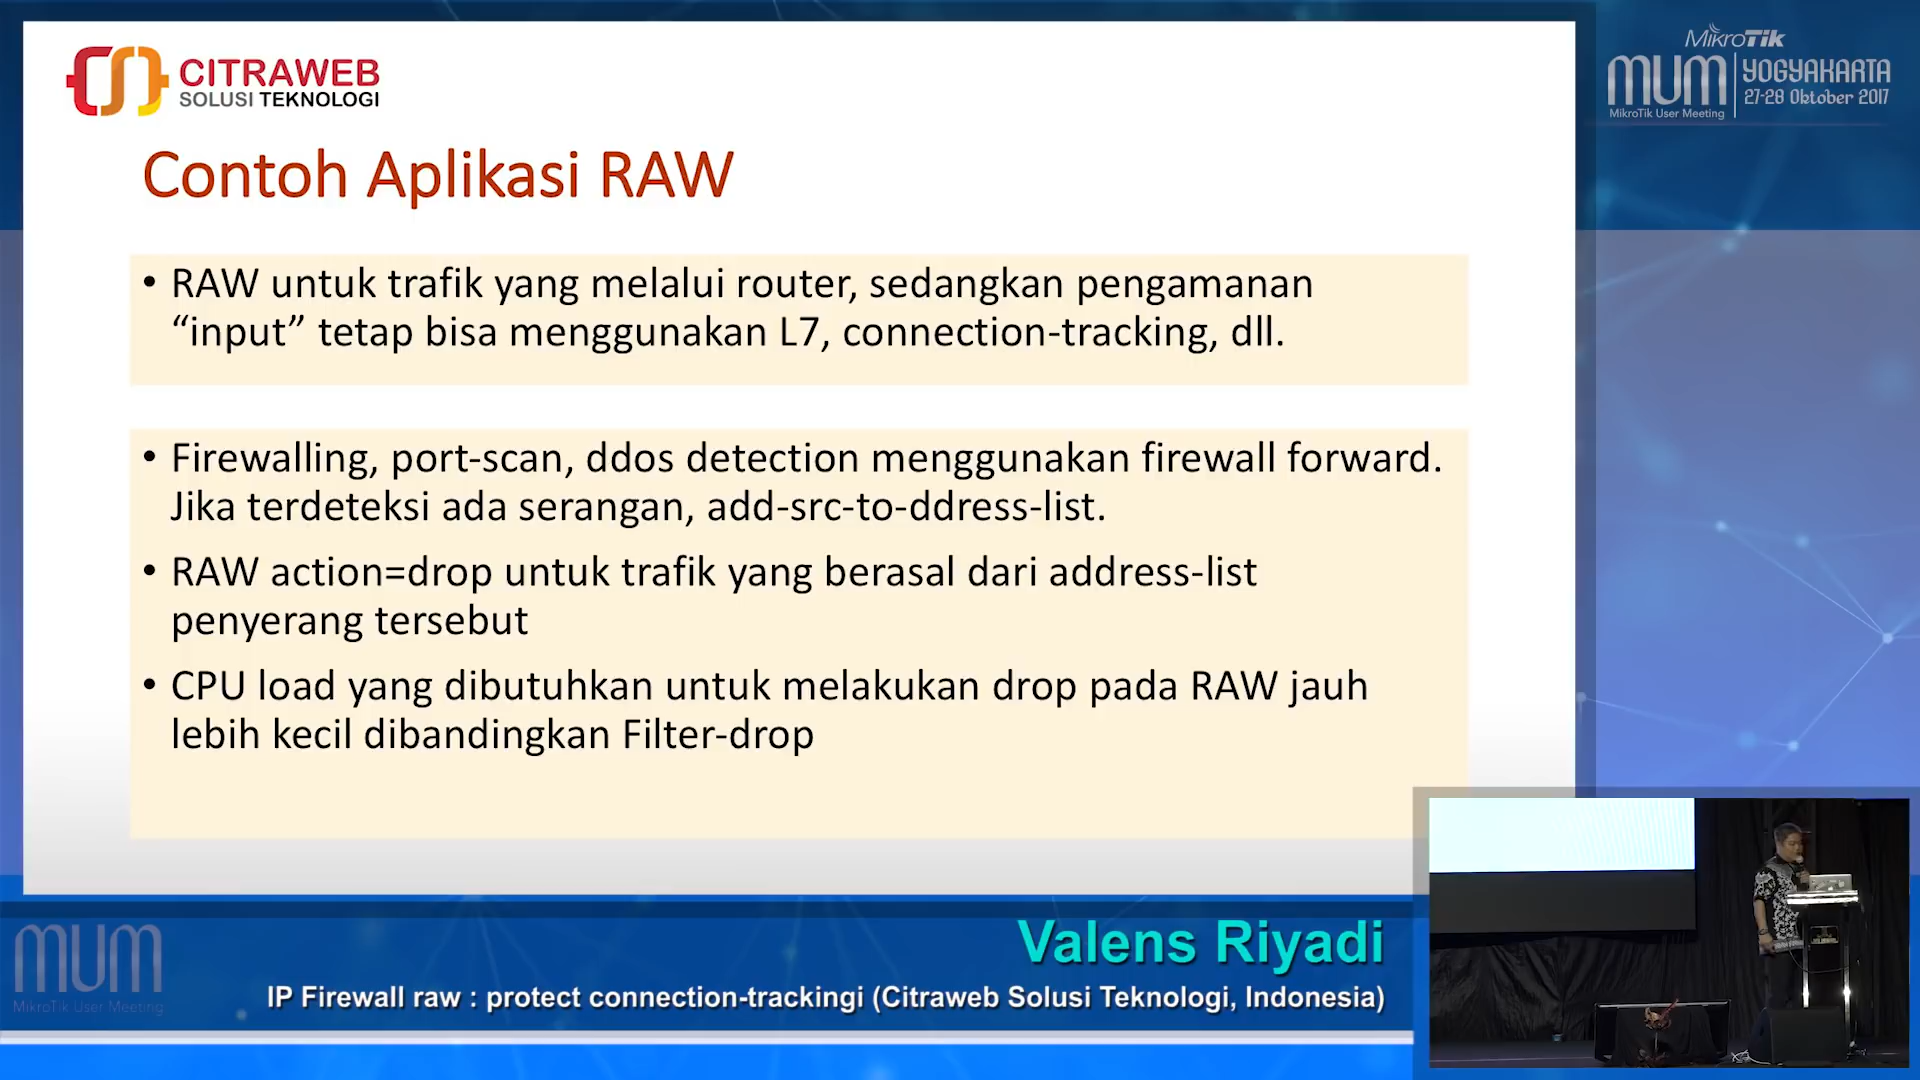 CITRAWEB
SOLUSI TEKNOLOGI
MikroTik
mum
MikroTik User Meeting
YOGYAKARTA
27-28 Oktober 2017
Contoh Aplikasi RAW
• RAW untuk trafik yang melalui router, sedangkan pengamanan
“input” tetap bisa menggunakan L7, connection-tracking, dll.
• Firewalling, port-scan, ddos detection menggunakan firewall forward.
Jika terdeteksi ada serangan, add-src-to-ddress-list.
• RAW action=drop untuk trafik yang berasal dari address-list
penyerang tersebut
• CPU load yang dibutuhkan untuk melakukan drop pada RAW jauh
lebih kecil dibandingkan Filter-drop
mum
MikroTik User Meeting
Valens Riyadi
IP Firewall raw : protect connection-trackingi (Citraweb Solusi Teknologi, Indonesia)